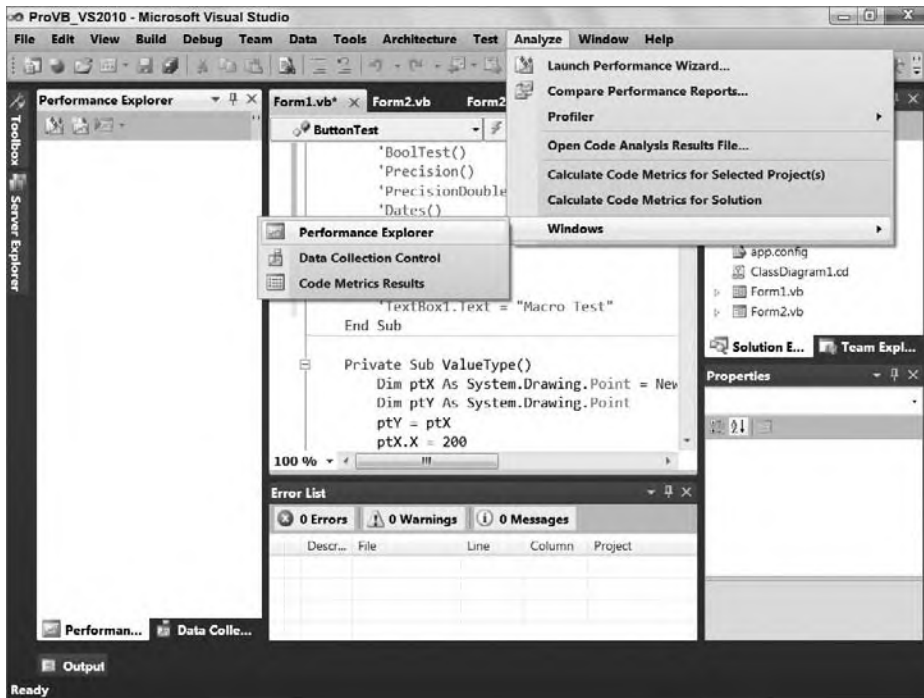 ProVB_VS2010 - Microsoft Visual Studio
File Edit View Build Debug Team Data Tools Architecture Test Analyze Window Help
Toolbox
Server Explorer
Performance Explorer
Form1.vb* Form2.vb Form2
ButtonTest
'BoolTest()
'Precision()
'PrecisionDouble
'Dates()
'TextBox1.Text = "Macro Test"
End Sub
Private Sub ValueType()
Dim ptX As System.Drawing.Point = New
Dim ptY As System.Drawing.Point
ptY = ptX
ptX.X = 200
100 %
Launch Performance Wizard...
Compare Performance Reports...
Profiler
Open Code Analysis Results File...
Calculate Code Metrics for Selected Project(s)
Calculate Code Metrics for Solution
Windows
Performance Explorer
Data Collection Control
Code Metrics Results
app.config
ClassDiagram1.cd
Form1.vb
Form2.vb
Solution E... Team Expl...
Properties
Error List
0 Errors 0 Warnings 0 Messages
Descr... File Line Column Project
Performan... Data Colle...
Output
Ready